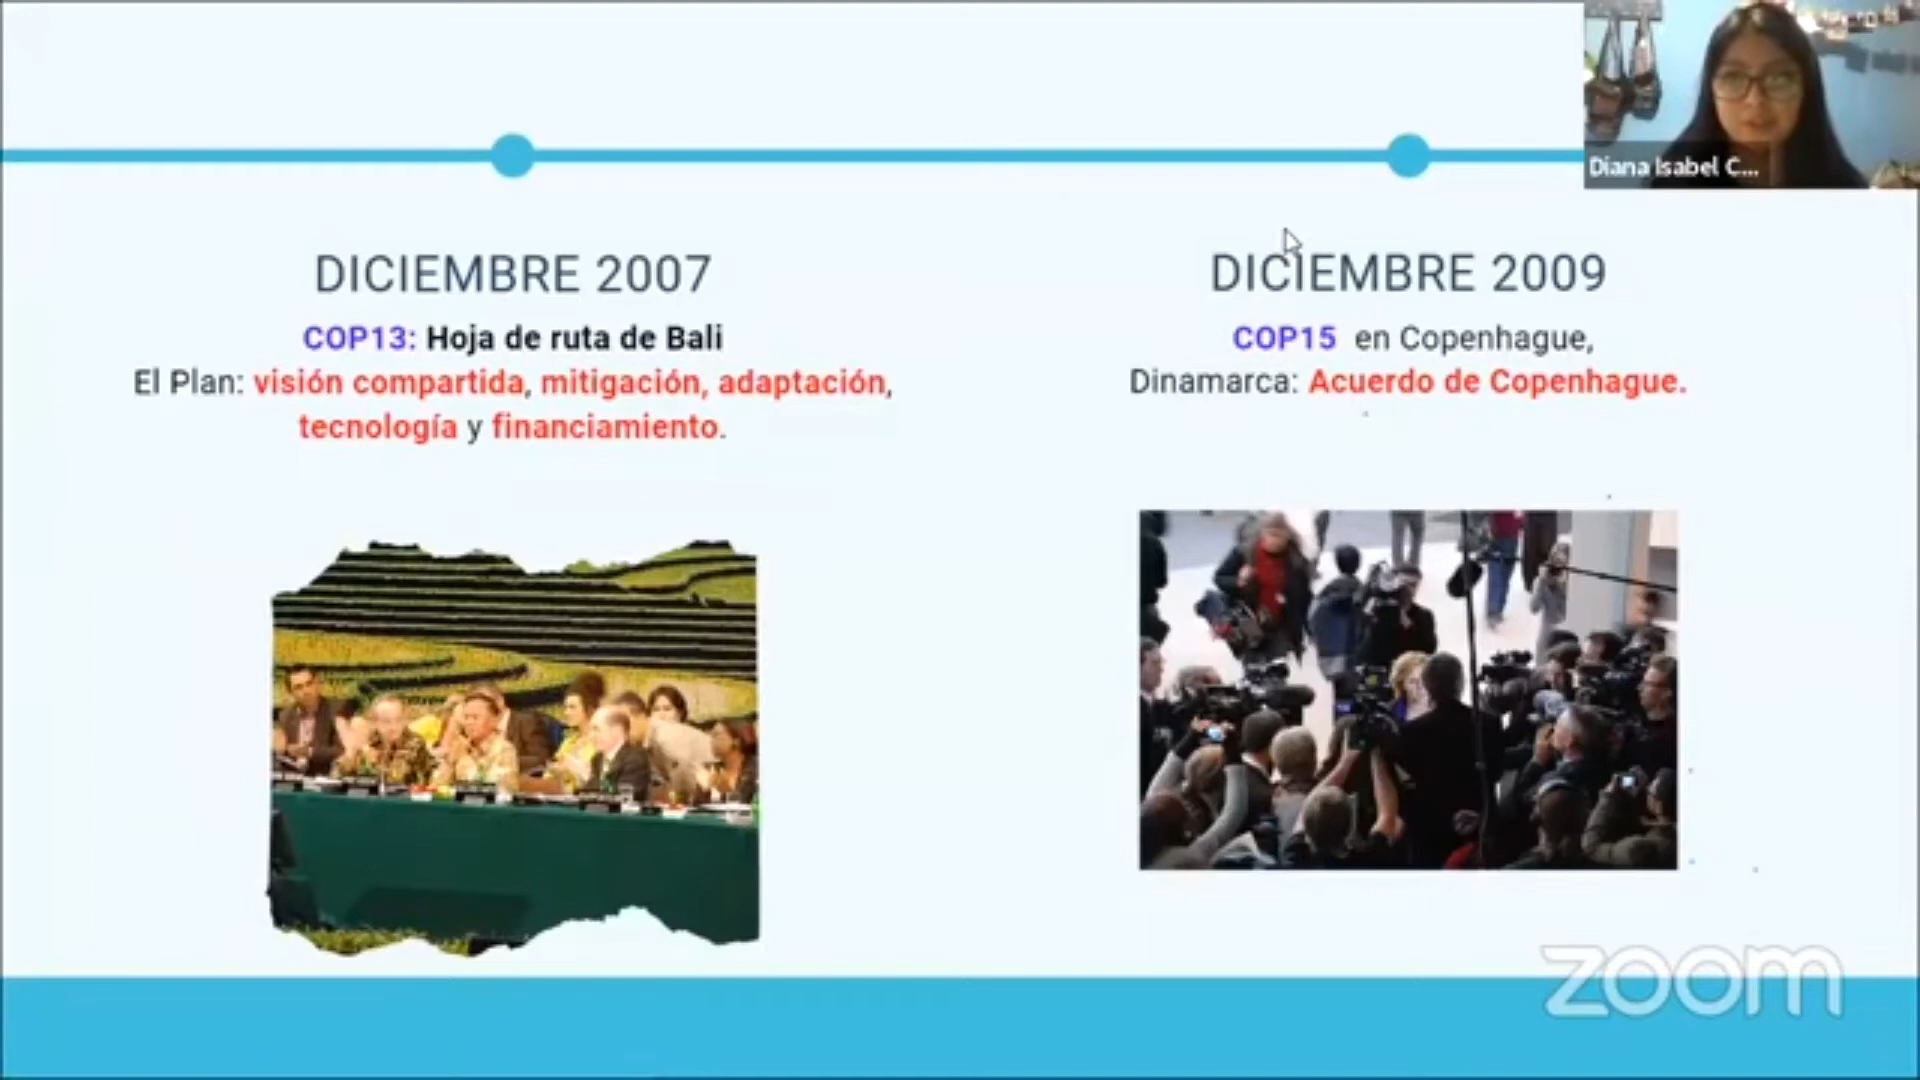 Diana Isabel C...
DICIEMBRE 2007
COP13: Hoja de ruta de Bali
El Plan: visión compartida, mitigación, adaptación,
tecnología y financiamiento.
DICIEMBRE 2009
COP15 en Copenhague,
Dinamarca: Acuerdo de Copenhague.
zoom